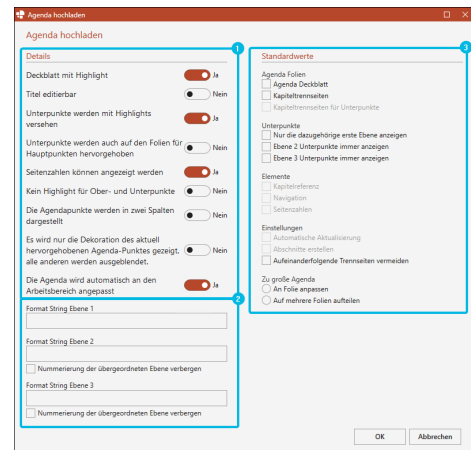 Agenda hochladen
Agenda hochladen
1
Details
Deckblatt mit Highlight
Ja
Titel editierbar
Nein
Unterpunkte werden mit Highlights
versehen
Ja
Unterpunkte werden auch auf den Folien für
Hauptpunkten hervorgehoben
Nein
Seitenzahlen können angezeigt werden
Ja
Kein Highlight für Ober- und Unterpunkte
Nein
Die Agendapunkte werden in zwei Spalten
dargestellt
Nein
Es wird nur die Dekoration des aktuell
hervorgehobenen Agenda-Punktes gezeigt,
alle anderen werden ausgeblendet.
Nein
Die Agenda wird automatisch an den
Arbeitsbereich angepasst
Ja
2
Format String Ebene 1
Format String Ebene 2
Nummerierung der übergeordneten Ebene verbergen
Format String Ebene 3
Nummerierung der übergeordneten Ebene verbergen
3
Standardwerte
Agenda Folien
Agenda Deckblatt
Kapiteltrennseiten
Kapiteltrennseiten für Unterpunkte
Unterpunkte
Nur die dazugehörige erste Ebene anzeigen
Ebene 2 Unterpunkte immer anzeigen
Ebene 3 Unterpunkte immer anzeigen
Elemente
Kapitelreferenz
Navigation
Seitenzahlen
Einstellungen
Automatische Aktualisierung
Abschnitte erstellen
Aufeinanderfolgende Trennseiten vermeiden
Zu große Agenda
An Folie anpassen
Auf mehrere Folien aufteilen
OK
Abbrechen